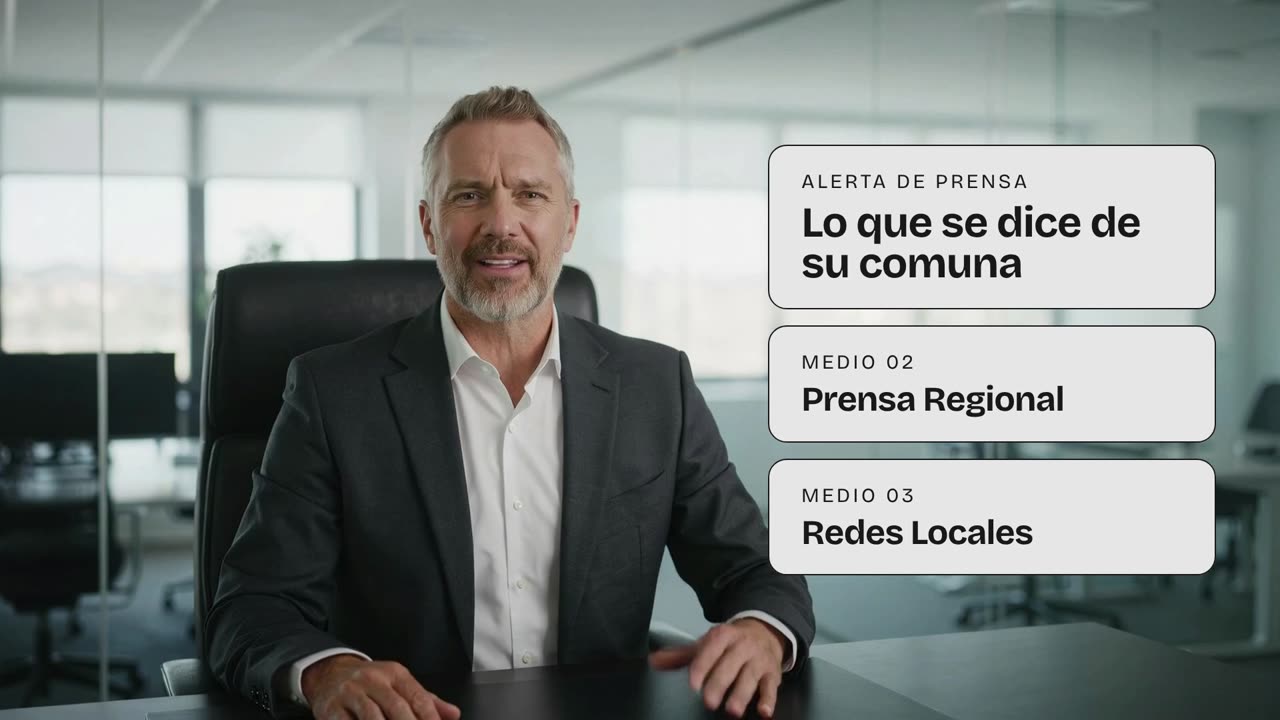 ALERTA DE PRENSA
Lo que se dice de
su comuna
MEDIO 02
Prensa Regional
MEDIO 03
Redes Locales